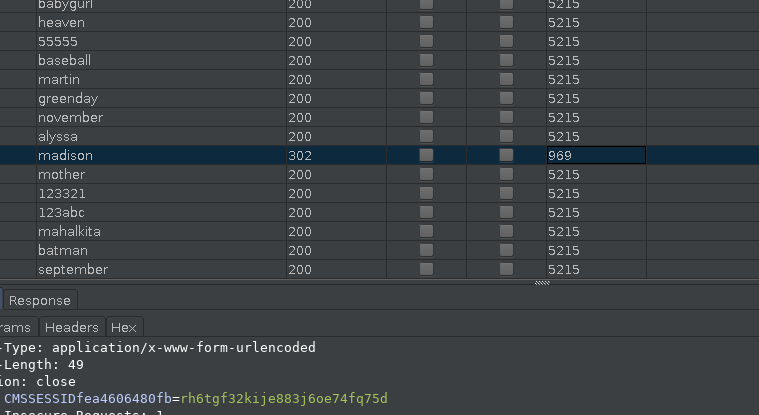 babygurl 200 5215
heaven 200 5215
55555 200 5215
baseball 200 5215
martin 200 5215
greenday 200 5215
november 200 5215
alyssa 200 5215
madison 302 969
mother 200 5215
123321 200 5215
123abc 200 5215
mahalkita 200 5215
batman 200 5215
september 200 5215
Response
rams Headers Hex
-Type: application/x-www-form-urlencoded
-Length: 49
ion: close
CMSSESSIDfea4606480fb=rh6tgf32kije883j6oe74fq75d
-Insecure-Requests: 1